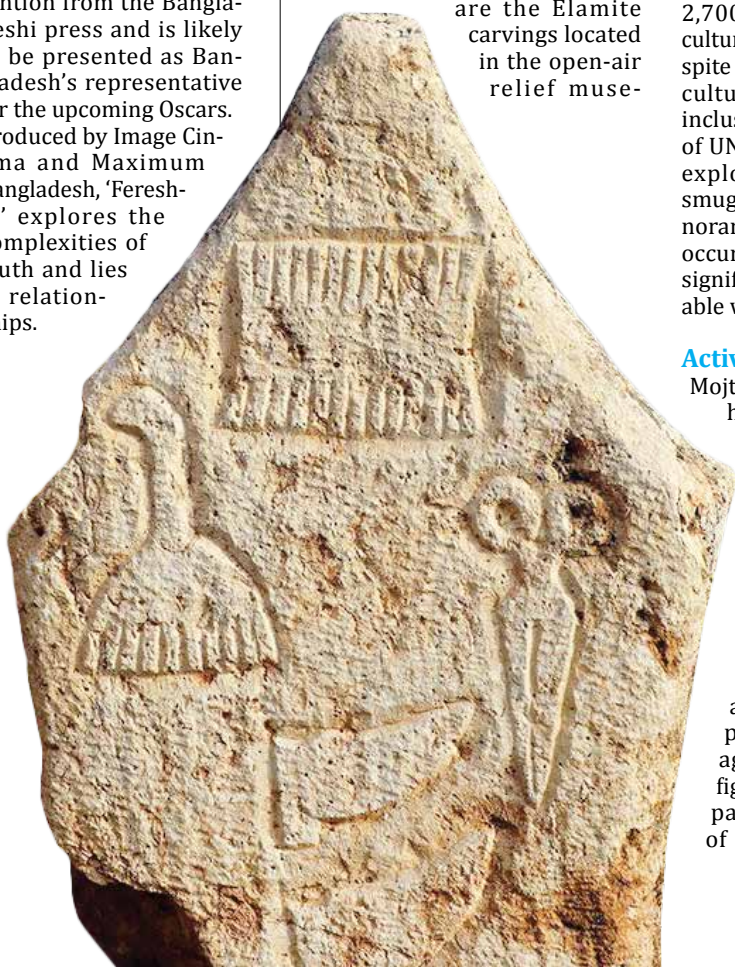 ntion from the Bangla-
eshi press and is likely
be presented as Ban-
adesh's representative
r the upcoming Oscars.
roduced by Image Cin-
ma and Maximum
angladesh, 'Feresh-
' explores the
omplexities of
uth and lies
relation-
ips.
are the Elamite
carvings located
in the open-air
relief muse-
2,700
cultur
spite
cultu
inclus
of UN
explo
smug
noran
occur
signif
able w
Activ
Mojt
h
a
p
ag
fig
pa
of